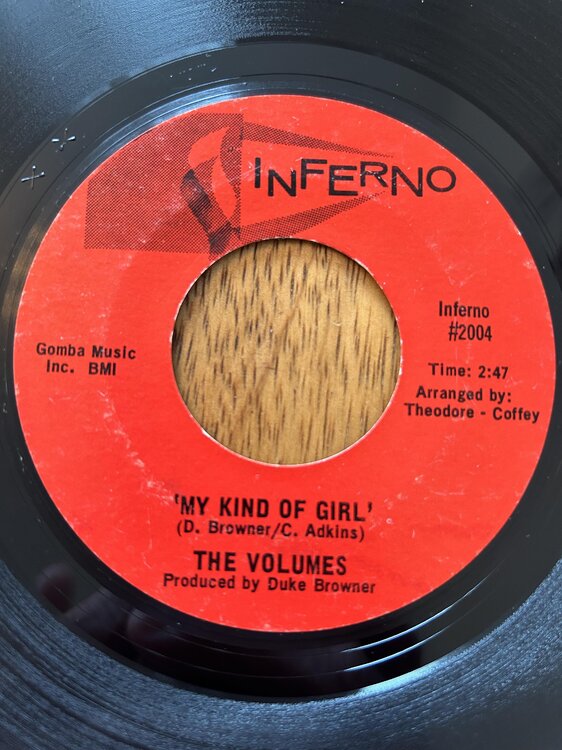 INFERNO
Inferno
#2004
Gomba Music
Inc. BMI
Time: 2:47
Arranged by:
Theodore - Coffey
'MY KIND OF GIRL'
(D. Browner/C. Adkins)
THE VOLUMES
Produced by Duke Browner